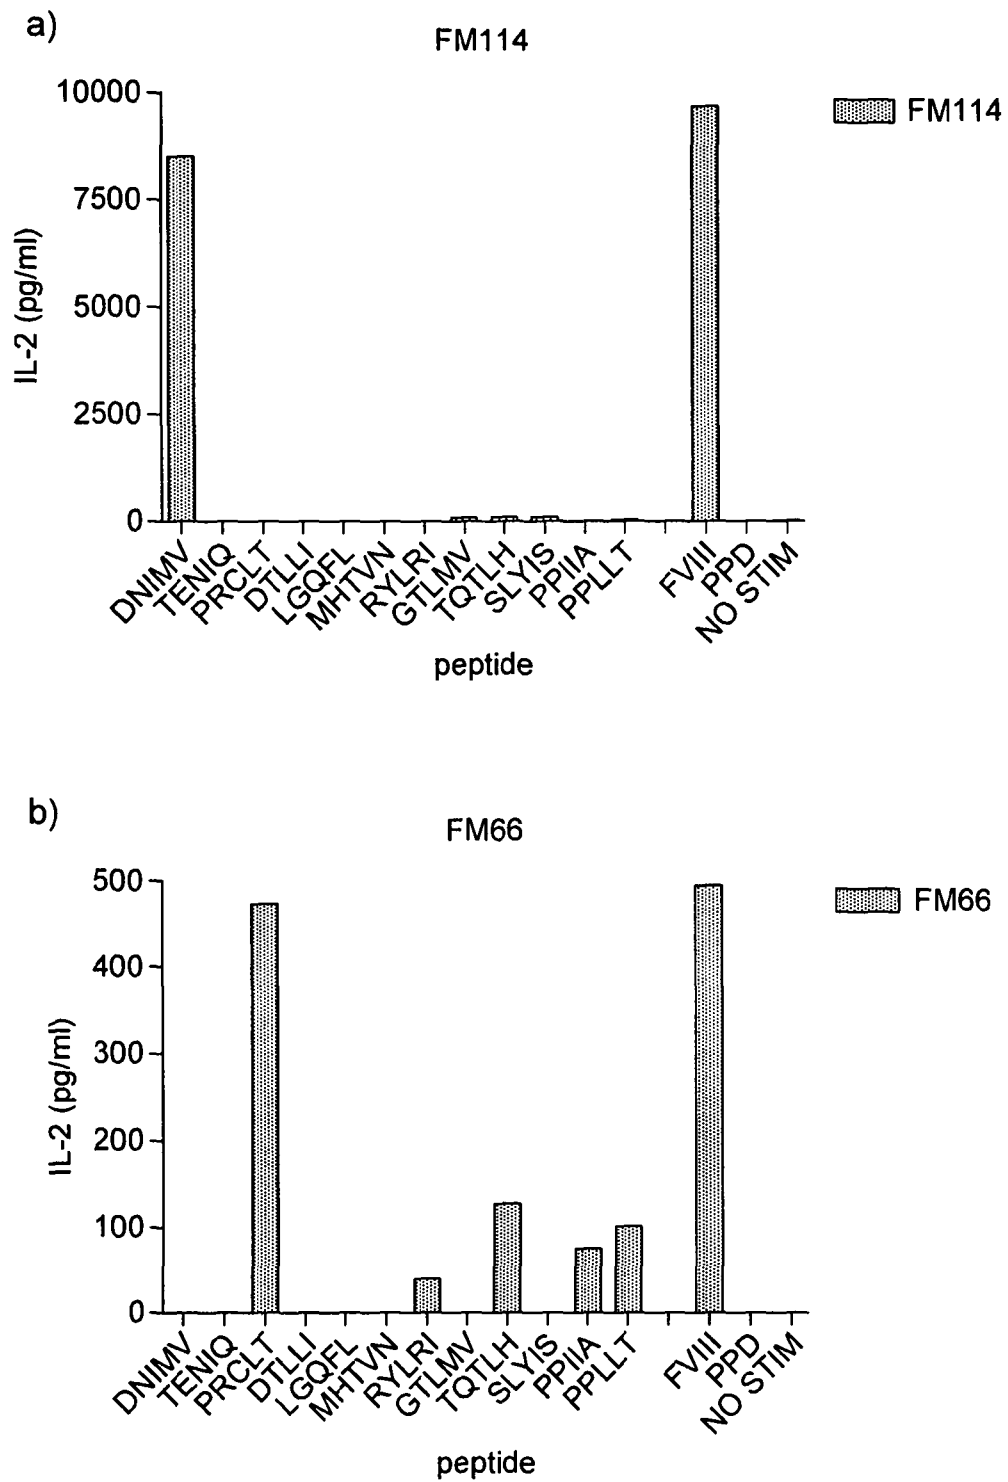 a)
FM114
FM114
10000
7500
5000
2500
0
IL-2 (pg/ml)
DNIMV
TENIQ
PRCLT
DTLLI
LGQFL
MHTVN
RYLRI
GTLMV
TQTLH
SLYIS
PPIIA
PPLLT
FVIII
PPD
NO STIM
peptide
b)
FM66
FM66
500
400
300
200
100
0
IL-2 (pg/ml)
DNIMV
TENIQ
PRCLT
DTLLI
LGQFL
MHTVN
RYLRI
GTLMV
TQTLH
SLYIS
PPIIA
PPLLT
FVIII
PPD
NO STIM
peptide